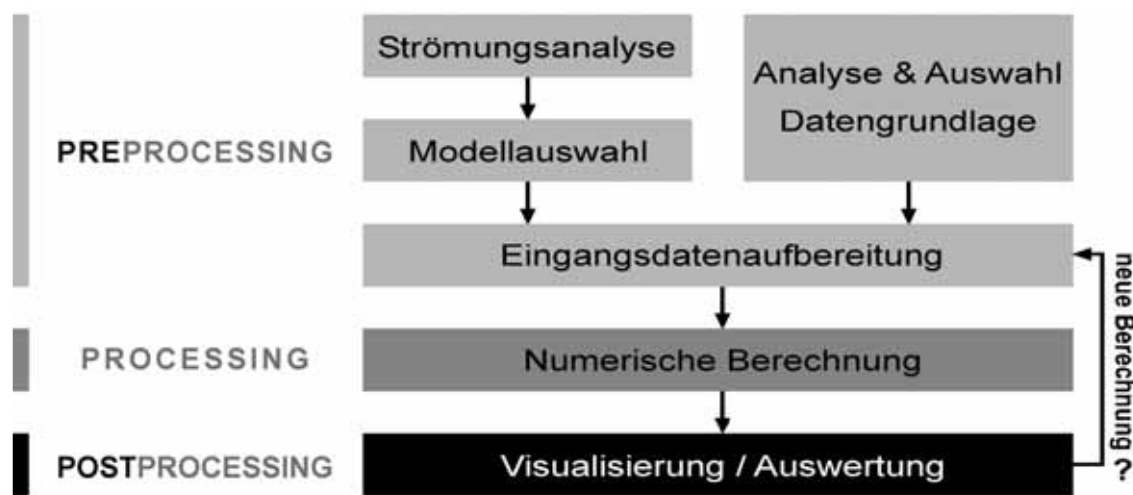 Strömungsanalyse
Analyse & Auswahl
Datengrundlage
PREPROCESSING
Modellauswahl
Eingangsdatenaufbereitung
PROCESSING
Numerische Berechnung
POSTPROCESSING
Visualisierung / Auswertung
neue Berechnung ?